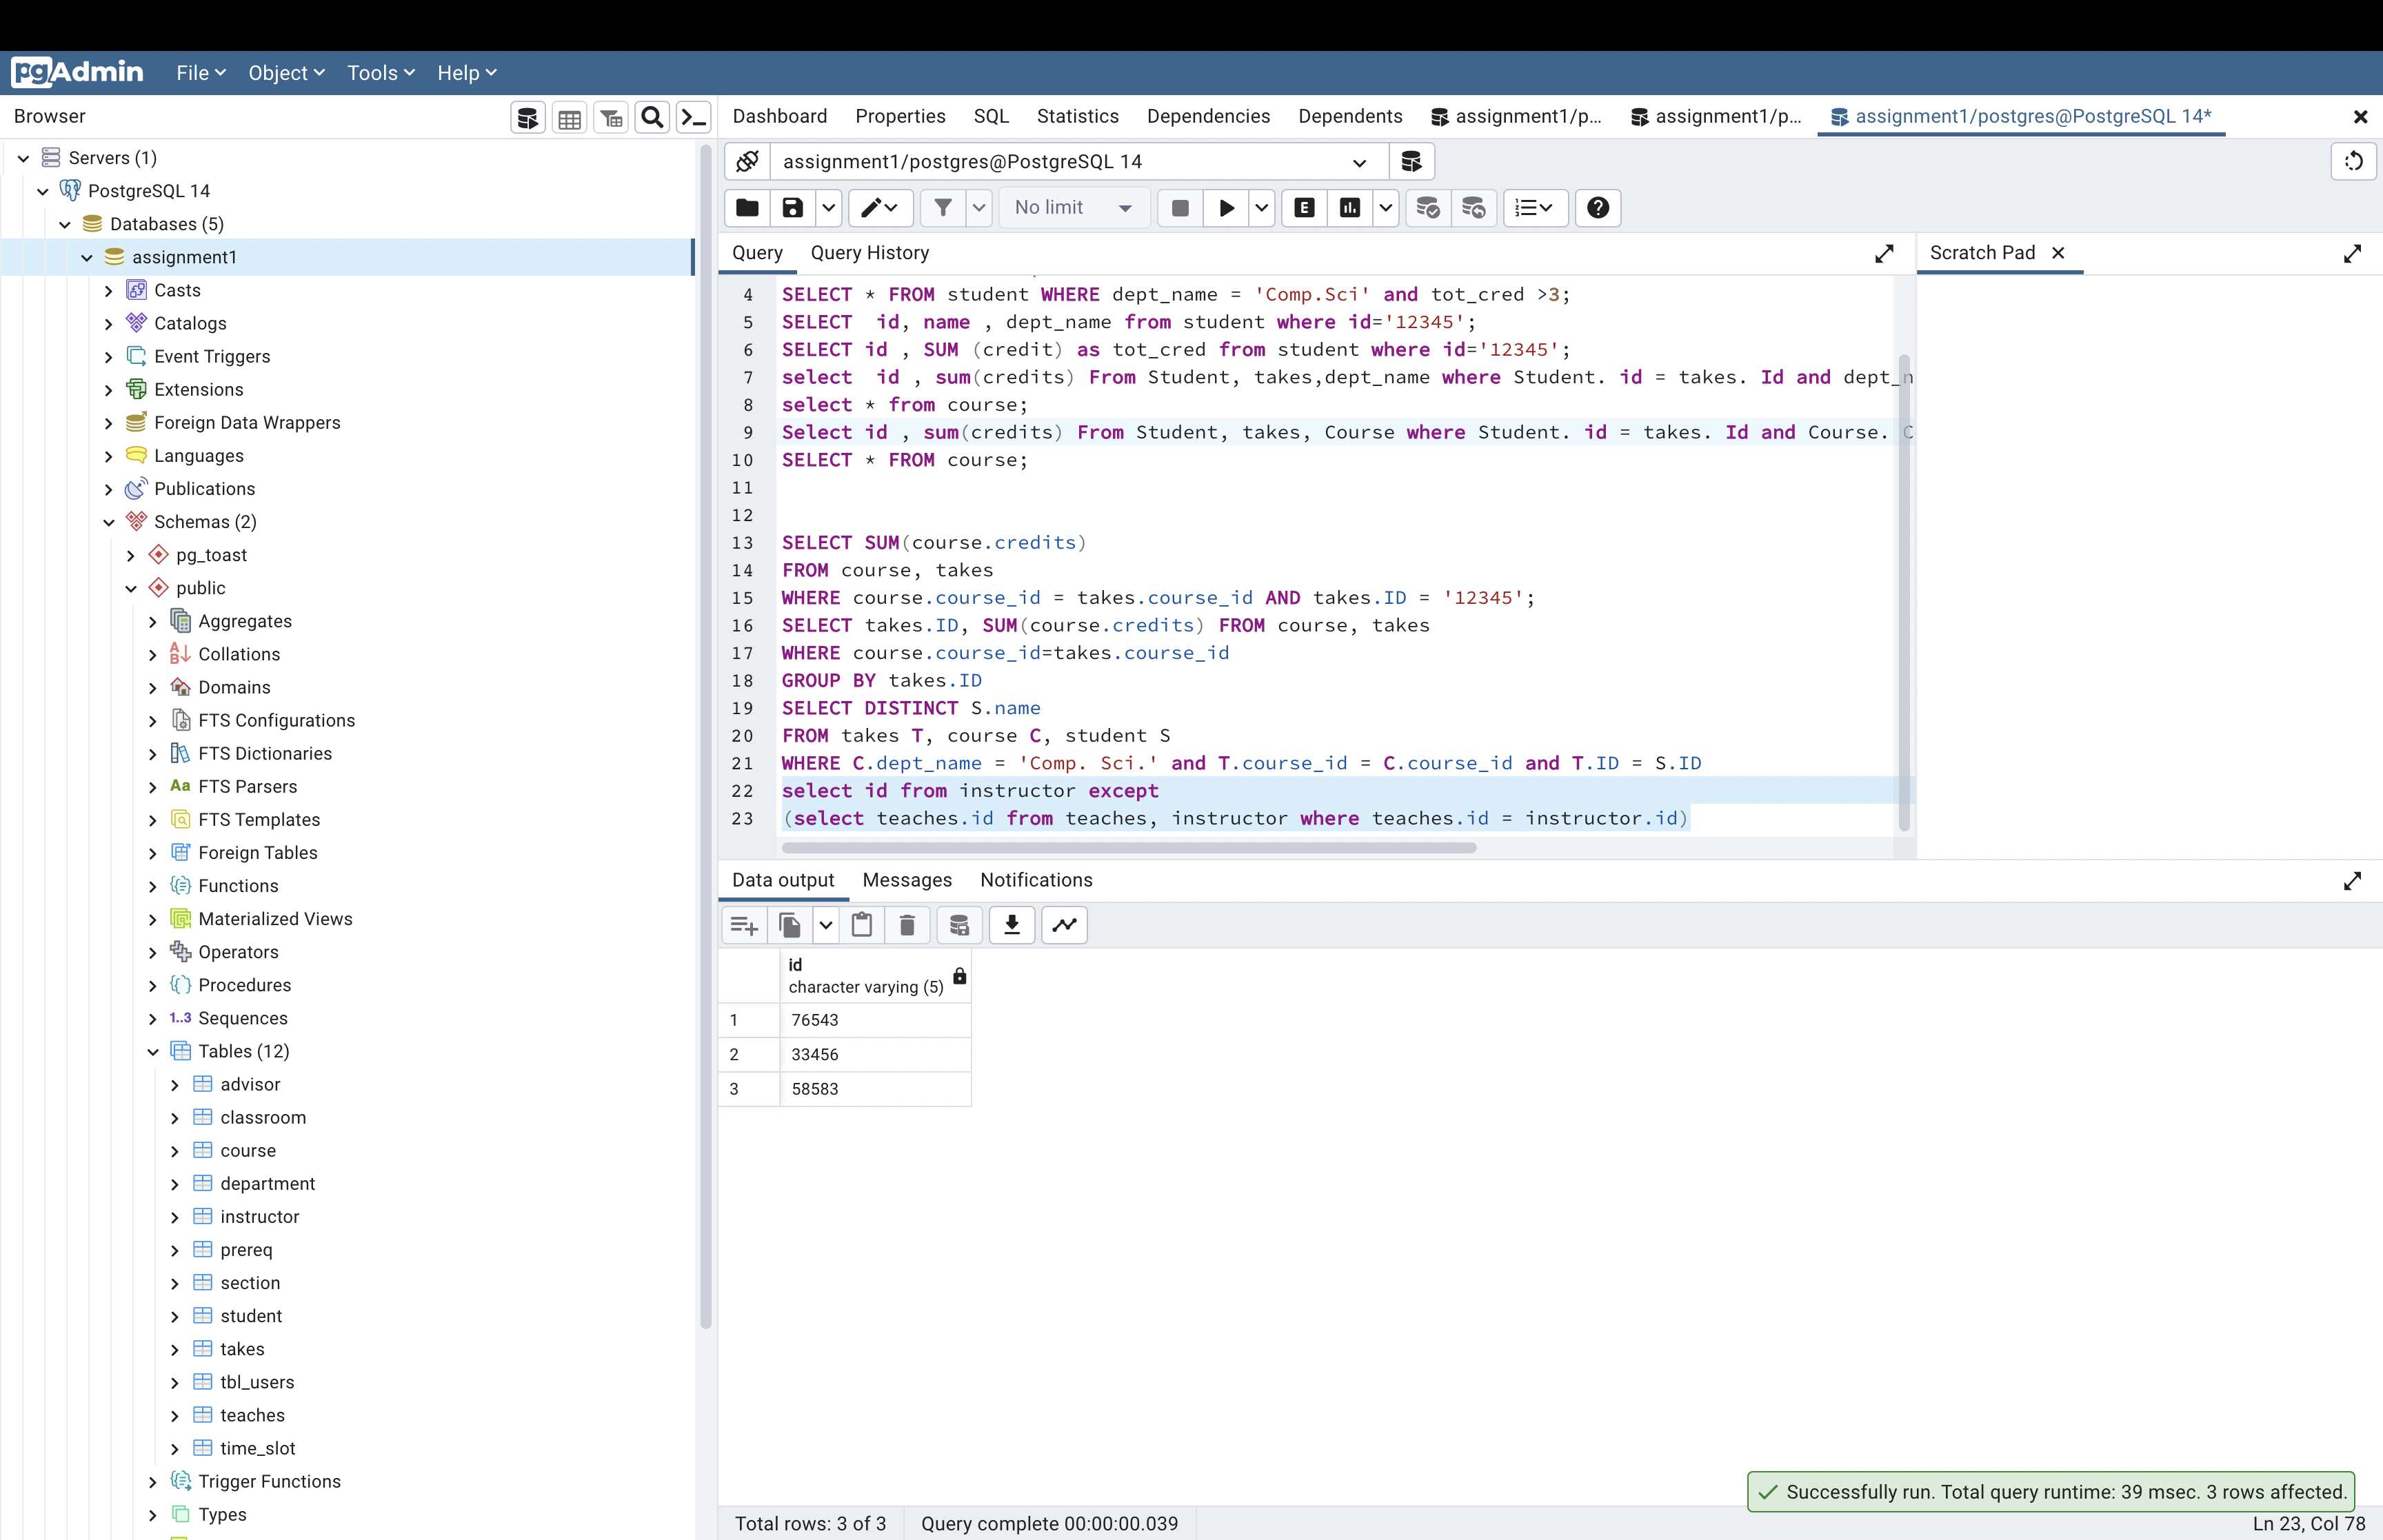 pgAdmin File Object Tools Help
Browser
Dashboard Properties SQL Statistics Dependencies Dependents assignment1/p... assignment1/p... assignment1/postgres@PostgreSQL 14*
Servers (1)
PostgreSQL 14
Databases (5)
assignment1
Casts
Catalogs
Event Triggers
Extensions
Foreign Data Wrappers
Languages
Publications
Schemas (2)
pg_toast
public
Aggregates
Collations
Domains
FTS Configurations
FTS Dictionaries
Aa FTS Parsers
FTS Templates
Foreign Tables
Functions
Materialized Views
Operators
Procedures
1..3 Sequences
Tables (12)
advisor
classroom
course
department
instructor
prereq
section
student
takes
tbl_users
teaches
time_slot
Trigger Functions
Types
assignment1/postgres@PostgreSQL 14
No limit
E
Query Query History
Scratch Pad
4 SELECT * FROM student WHERE dept_name = 'Comp.Sci' and tot_cred >3;
5 SELECT  id, name , dept_name from student where id='12345';
6 SELECT id , SUM (credit) as tot_cred from student where id='12345';
7 select  id , sum(credits) From Student, takes,dept_name where Student. id = takes. Id and dept_n
8 select * from course;
9 Select id , sum(credits) From Student, takes, Course where Student. id = takes. Id and Course. C
10 SELECT * FROM course;
11
12
13 SELECT SUM(course.credits)
14 FROM course, takes
15 WHERE course.course_id = takes.course_id AND takes.ID = '12345';
16 SELECT takes.ID, SUM(course.credits) FROM course, takes
17 WHERE course.course_id=takes.course_id
18 GROUP BY takes.ID
19 SELECT DISTINCT S.name
20 FROM takes T, course C, student S
21 WHERE C.dept_name = 'Comp. Sci.' and T.course_id = C.course_id and T.ID = S.ID
22 select id from instructor except
23 (select teaches.id from teaches, instructor where teaches.id = instructor.id)
Data output Messages Notifications
id
character varying (5)
1 76543
2 33456
3 58583
Successfully run. Total query runtime: 39 msec. 3 rows affected.
Total rows: 3 of 3 Query complete 00:00:00.039 Ln 23, Col 78